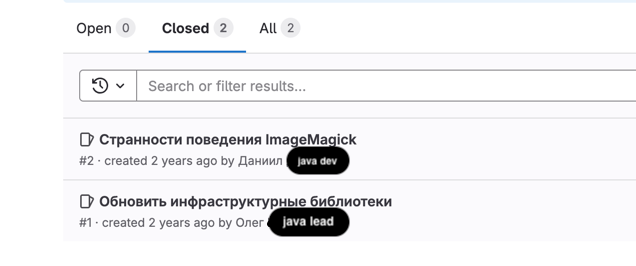 Open 0 Closed 2 All 2
Search or filter results...
Странности поведения ImageMagick
#2 · created 2 years ago by Даниил java dev
Обновить инфраструктурные библиотеки
#1 · created 2 years ago by Олег java lead